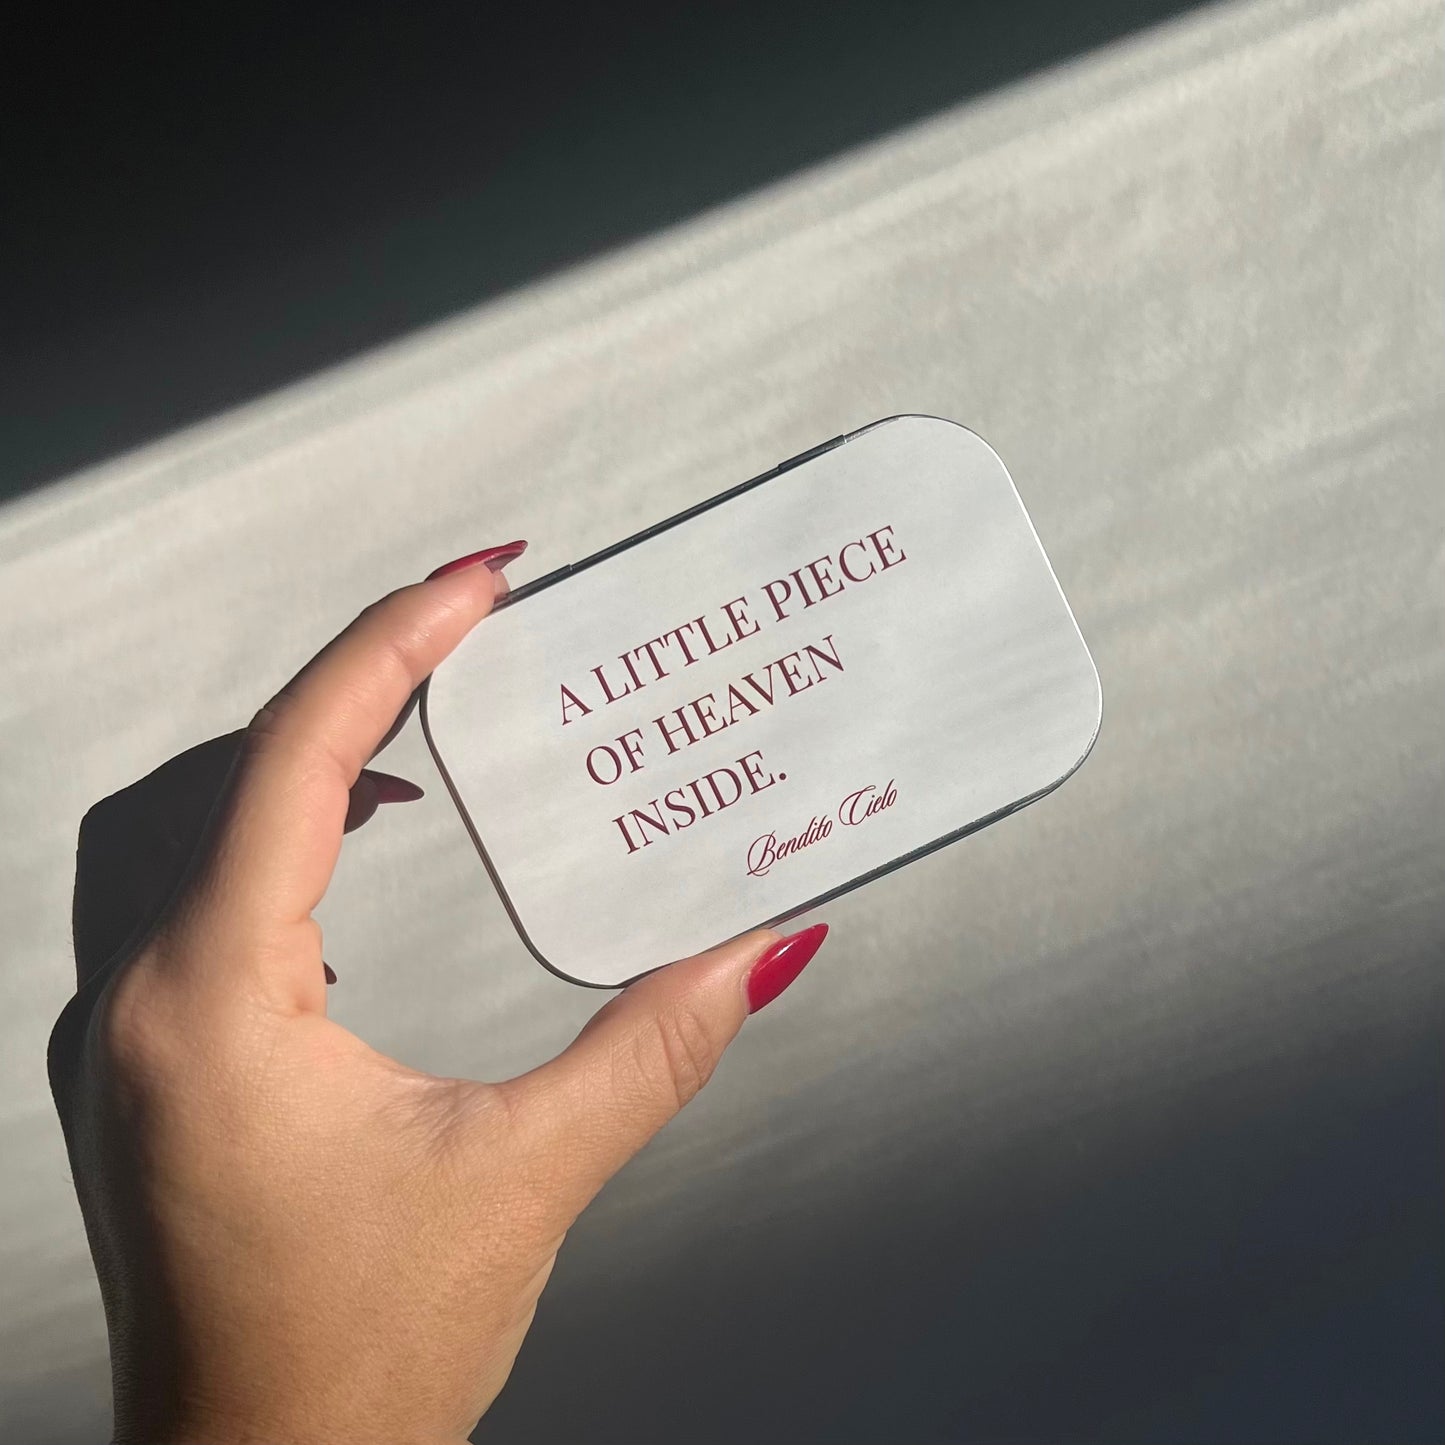 A LITTLE PIECE
OF HEAVEN
INSIDE.
Bendito Cielo